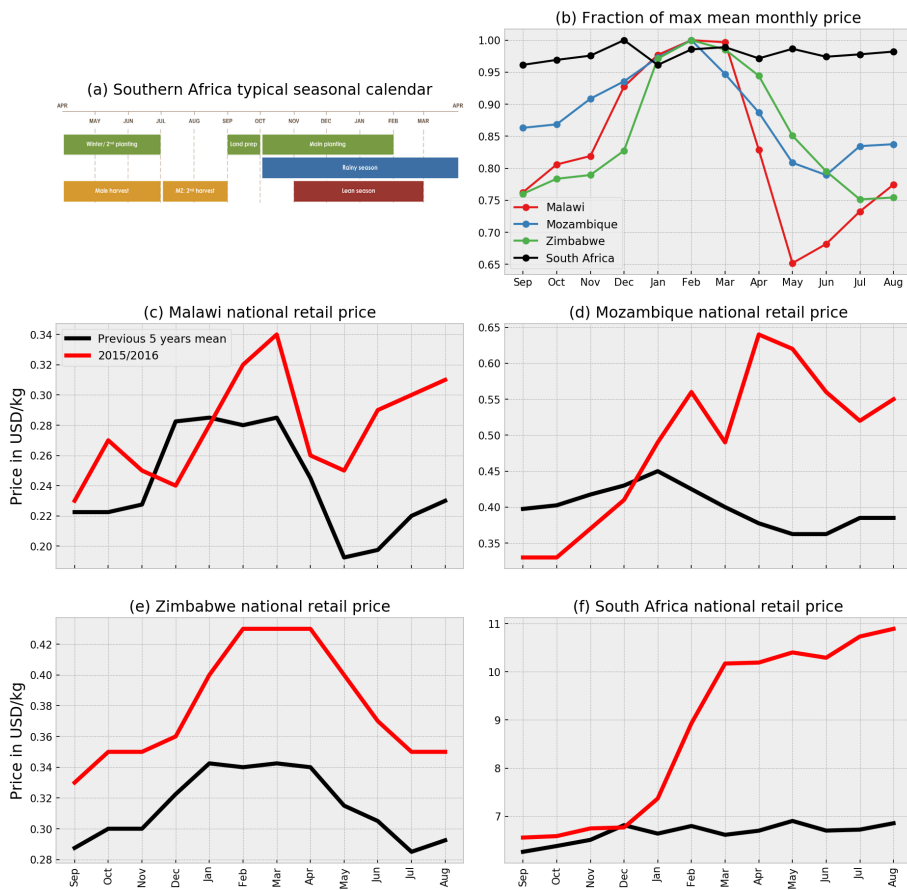 (a) Southern Africa typical seasonal calendar
APR APR
MAY JUN JUL AUG SEP OCT NOV DEC JAN FEB MAR
Winter/ 2nd planting Land prep Main planting
Rainy season
Main harvest MZ: 2nd harvest Lean season
(b) Fraction of max mean monthly price
1.00
0.95
0.90
0.85
0.80
0.75
0.70
0.65
Malawi
Mozambique
Zimbabwe
South Africa
Sep Oct Nov Dec Jan Feb Mar Apr May Jun Jul Aug
(c) Malawi national retail price
Price in USD/kg
0.34
0.32
0.30
0.28
0.26
0.24
0.22
0.20
Previous 5 years mean
2015/2016
(d) Mozambique national retail price
0.65
0.60
0.55
0.50
0.45
0.40
0.35
(e) Zimbabwe national retail price
Price in USD/kg
0.42
0.40
0.38
0.36
0.34
0.32
0.30
0.28
Sep Oct Nov Dec Jan Feb Mar Apr May Jun Jul Aug
(f) South Africa national retail price
11
10
9
8
7
Sep Oct Nov Dec Jan Feb Mar Apr May Jun Jul Aug